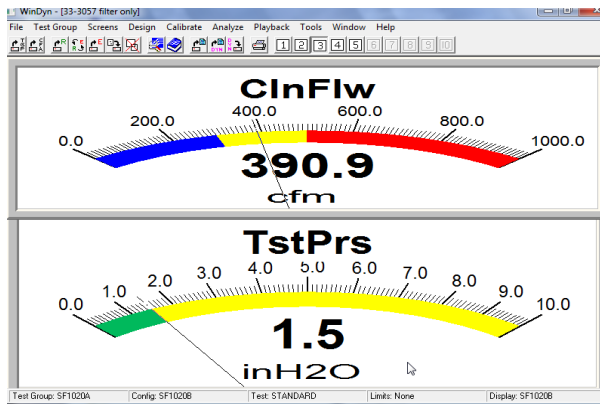 WinDyn - [33-3057 filter only]
File Test Group Screens Design Calibrate Analyze Playback Tools Window Help
1 2 3 4 5 6 7 8 9 10
ClnFlw
0.0 200.0 400.0 600.0 800.0 1000.0
390.9
cfm
TstPrs
0.0 1.0 2.0 3.0 4.0 5.0 6.0 7.0 8.0 9.0 10.0
1.5
inH2O
Test Group: SF1020A Config: SF1020B Test: STANDARD Limits: None Display: SF1020B